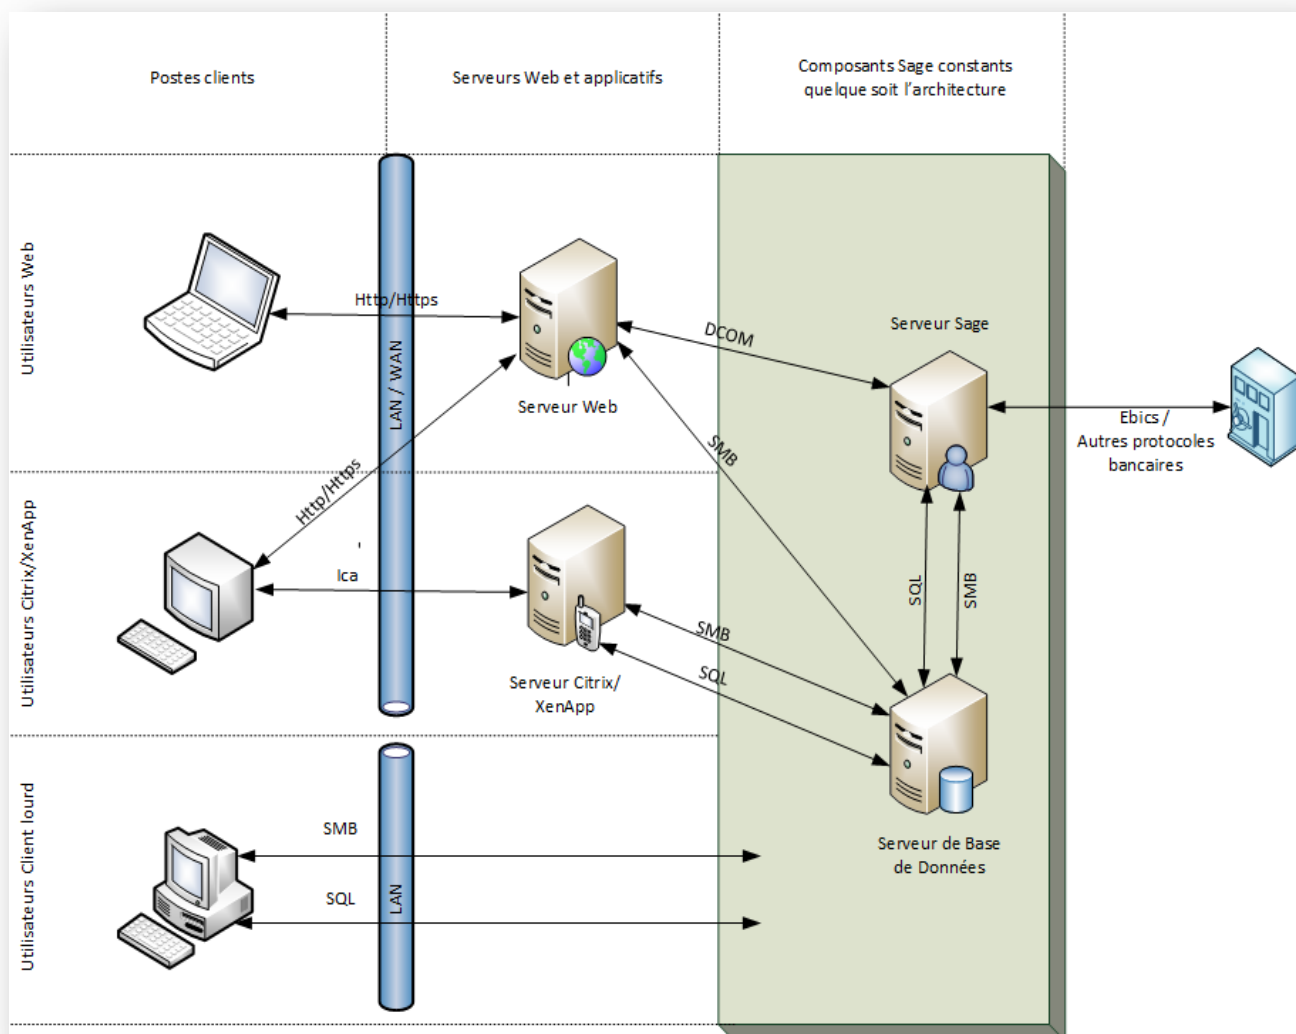 Postes clients
Serveurs Web et applicatifs
Composants Sage constants
quelque soit l'architecture
Utilisateurs Web
Http/Https
LAN / WAN
Serveur Web
DCOM
SMB
Serveur Sage
Ebics /
Autres protocoles
bancaires
Utilisateurs Citrix/XenApp
Http/Https
Ica
Serveur Citrix/
XenApp
SMB
SQL
SQL
SMB
Serveur de Base
de Données
Utilisateurs Client lourd
SMB
SQL
LAN